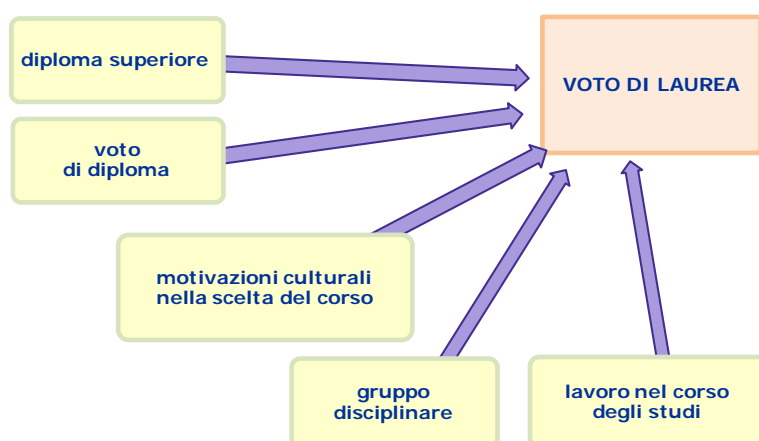 diploma superiore
VOTO DI LAUREA
voto
di diploma
motivazioni culturali
nella scelta del corso
gruppo
disciplinare
lavoro nel corso
degli studi